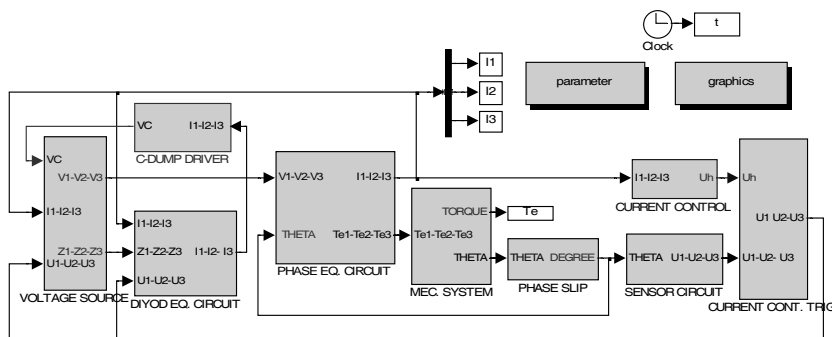 t
Clock
I1
I2
I3
parameter
graphics
VC
I1-I2-I3
C-DUMP DRIVER
VC
V1-V2-V3
I1-I2-I3
Z1-Z2-Z3
U1-U2-U3
VOLTAGE SOURCE
I1-I2-I3
Z1-Z2-Z3
I1-I2- I3
U1-U2-U3
DIYOD EQ. CIRCUIT
V1-V2-V3
I1-I2-I3
THETA
Te1-Te2-Te3
PHASE EQ. CIRCUIT
TORQUE
Te1-Te2-Te3
THETA
MEC. SYSTEM
Te
THETA DEGREE
PHASE SLIP
I1-I2-I3
Uh
CURRENT CONTROL
THETA
U1-U2-U3
SENSOR CIRCUIT
Uh
U1 U2-U3
U1-U2- U3
CURRENT CONT. TRIG